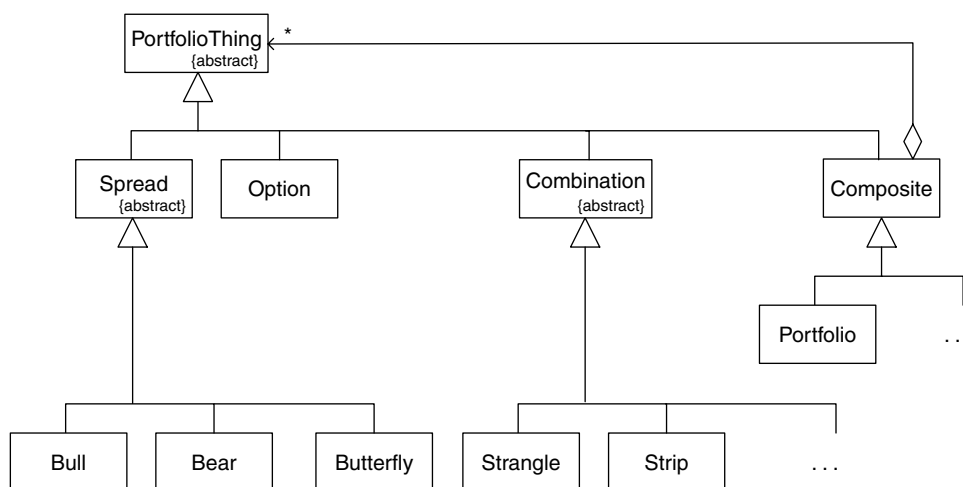 PortfolioThing
{abstract}
*
Spread
{abstract}
Option
Combination
{abstract}
Composite
Portfolio
. . .
Bull
Bear
Butterfly
Strangle
Strip
. . .